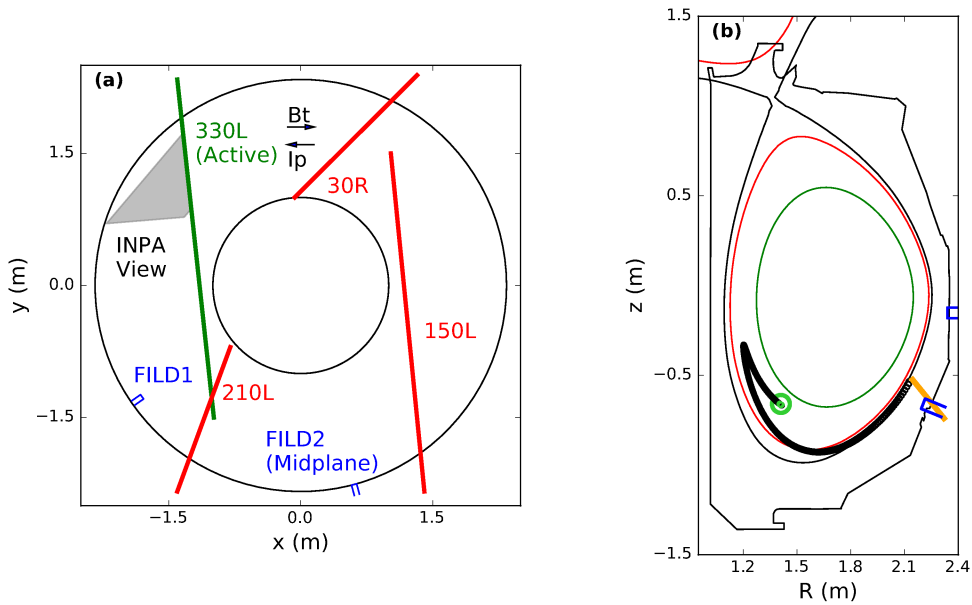 (a)
330L
(Active)
Bt
Ip
30R
INPA
View
150L
FILD1
210L
FILD2
(Midplane)
1.5
0.0
−1.5
y (m)
−1.5
0.0
1.5
x (m)
(b)
1.5
0.5
−0.5
−1.5
z (m)
1.2
1.5
1.8
2.1
2.4
R (m)